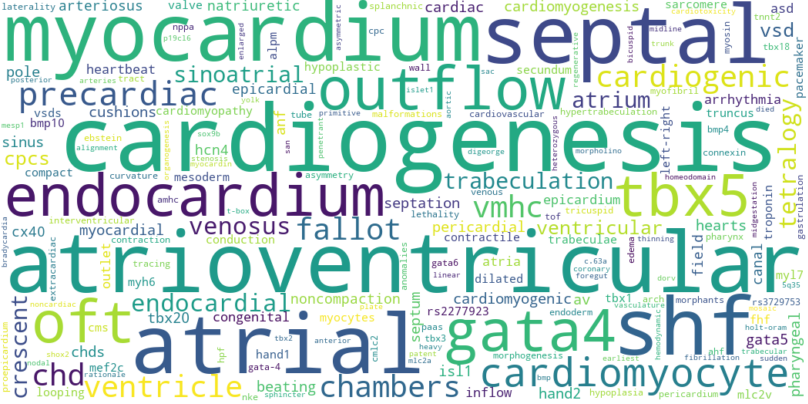 laterality arteriosus valve natriuretic cardiac cardiomyogenesis sarcomere asd
p19c16 nppa enlarged alpm asymmetric cpc splanchnic cardiotoxicity tnnt2
myocardium septal
bicuspid trunk midline myosin vsd tbx18
pole heartbeat sinoatrial hypoplastic wall secundum regenerative cardiogenic pacemaker
posterior arteries tract epicardial sac islet1 myofibril
precardiac outflow atrium arrhythmia
vsds cushions cardiomyopathy yolk aortic cardiovascular hypertrabeculation truncus died
mesp1 bmp10 anf tube primitive malformations heterozygous left-right bmp4
sinus ebstein alignment organogenesis sox9b stenosis myocardin hcn4 san penetrante digeorge morpholino connexin tetralogy
cpcs cardiogenesis
compact curvature mesoderm asymmetry venous epicardium homeodomain
endocardium amhc t-box septation trabeculation lethality vmhc tof tricuspid tbx5 midgestation gastrulation
bradycardia cx40 interventricular myocardial venosus fallot pericardial ventricular hearts troponin
extracardiac contraction conduction contractile trabeculae edema thinning pharynx canal
atrioventricular
outlet tracing anomalies gata6 atria c.63a field
noncardiac myh6 linear dilated coronary foregut dorv myl7
crescent endocardial noncompaction septum cardiomyogenic av tbx1 arch morphants rs3729753 5q35
oft cms tbx20 congenital myocytes plate rs2277923 vasculature mosaic fhf
proepicardium chds atrial paas tbx3 gata4 hemodynamic shf holt-oram gata5
nodal shox2 mef2c hpf hand1 tbx2 anterior cmlc2 heavy patent morphogenesis earliest ahf trabecular pharyngeal
chd rationale gata-4 mlc2a isl1 bmp fibrillation sudden
looping ventricle nke beating sphincter chambers inflow hypoplasia hand2 pericardium cardiomyocyte mlc2v